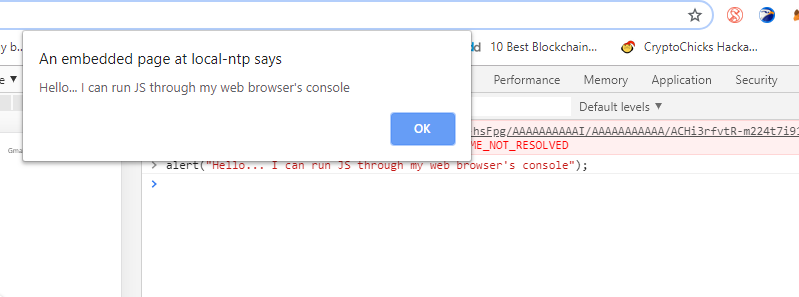 y b...
dd
10 Best Blockchain...
CryptoChicks Hacka...
An embedded page at local-ntp says
Hello... I can run JS through my web browser's console
OK
e ▼
Performance
Memory
Application
Security
Default levels ▼
Gma
hsFpg/AAAAAAAAAAI/AAAAAAAAAAA/ACHi3rfvtR-m224t7i91
ME_NOT_RESOLVED
> alert("Hello... I can run JS through my web browser's console");
>